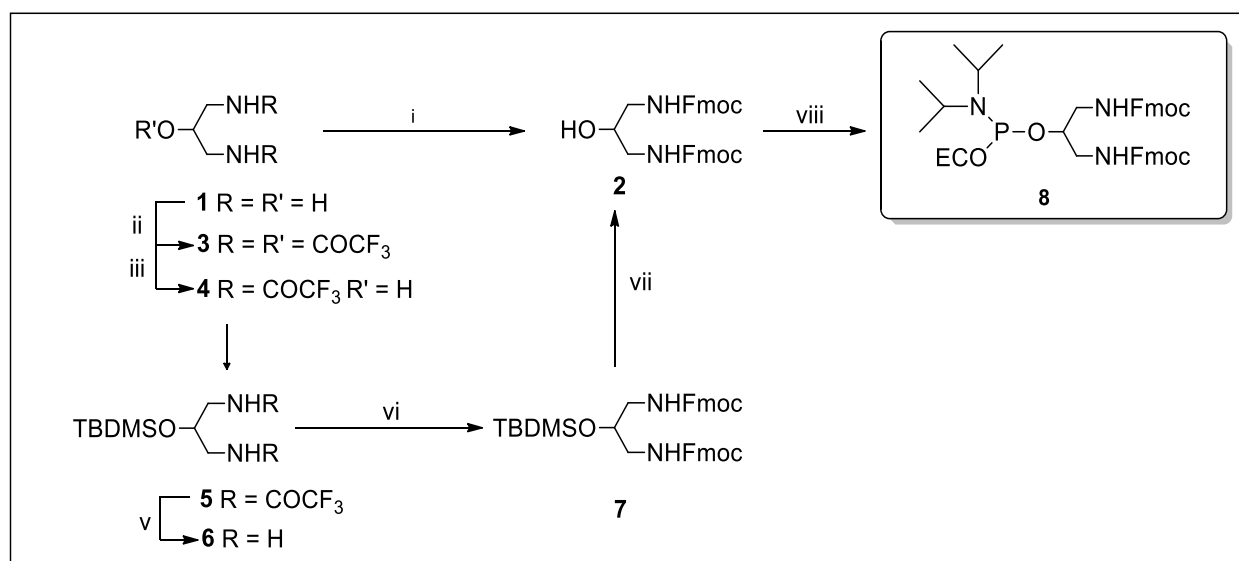 NHR
R'O
NHR
i
NHFmoc
HO
NHFmoc
2
viii
N
P
O
ECO
NHFmoc
NHFmoc
8
1 R = R' = H
ii
3 R = R' = COCF3
iii
4 R = COCF3 R' = H
vii
NHR
TBDMSO
NHR
vi
NHFmoc
TBDMSO
NHFmoc
7
5 R = COCF3
v
6 R = H